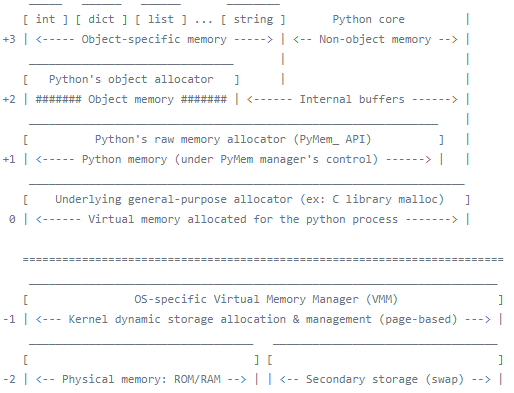 [ int ] [ dict ] [ list ] ... [ string ] Python core |
+3 | <----- Object-specific memory -----> | <-- Non-object memory --> |
[ Python's object allocator ] | |
+2 | ####### Object memory ####### | <------ Internal buffers ------> |
[ Python's raw memory allocator (PyMem_ API) ] |
+1 | <----- Python memory (under PyMem manager's control) ------> | |
[ Underlying general-purpose allocator (ex: C library malloc) ]
0 | <------ Virtual memory allocated for the python process -------> |
=========================================================================
[ OS-specific Virtual Memory Manager (VMM) ]
-1 | <--- Kernel dynamic storage allocation & management (page-based) ---> |
[ ] [ ]
-2 | <-- Physical memory: ROM/RAM --> | | <-- Secondary storage (swap) --> |